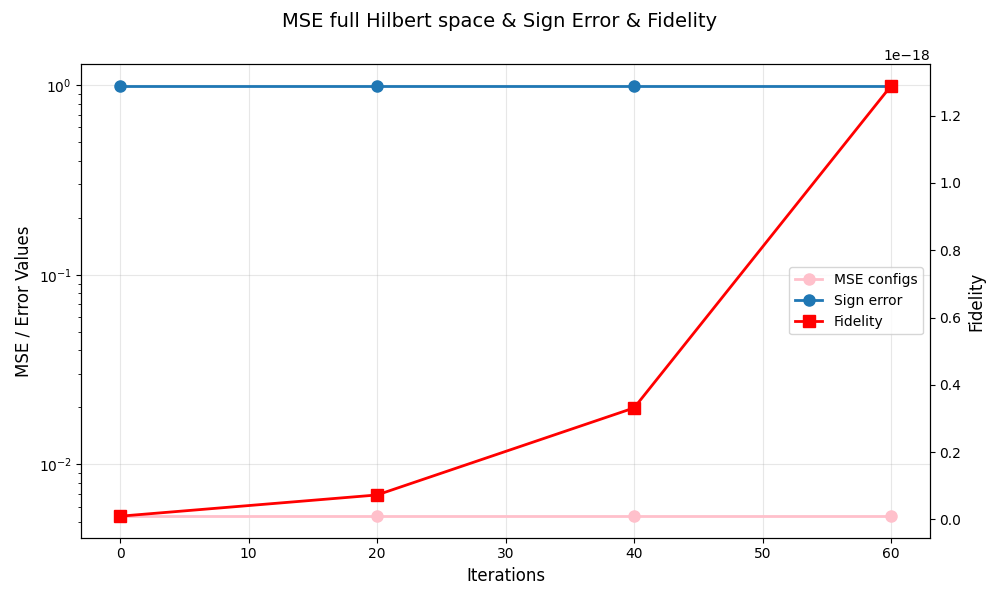 MSE full Hilbert space & Sign Error & Fidelity
1e−18
10⁰
10⁻¹
10⁻²
MSE / Error Values
1.2
1.0
0.8
0.6
0.4
0.2
0.0
Fidelity
MSE configs
Sign error
Fidelity
0 10 20 30 40 50 60
Iterations